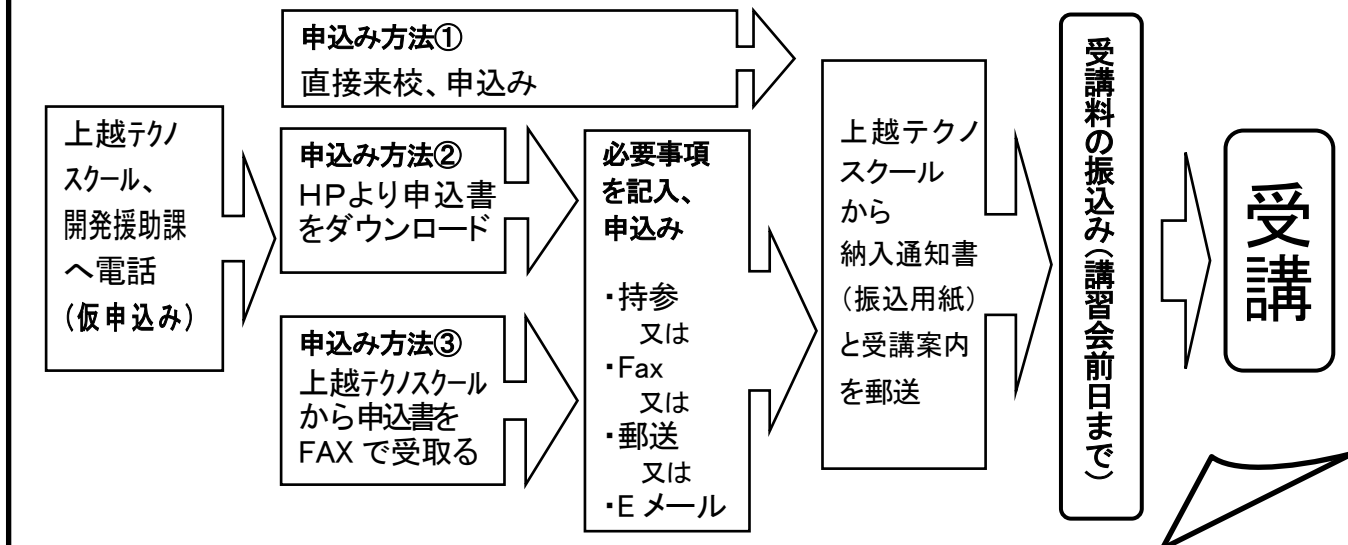 上越テクノ
スクール、
開発援助課
へ電話
(仮申込み)
申込み方法①
直接来校、申込み
申込み方法②
HPより申込書
をダウンロード
申込み方法③
上越テクノスクール
から申込書を
FAX で受取る
必要事項
を記入、
申込み
・持参
又は
・Fax
又は
・郵送
又は
・E メール
上越テクノ
スクール
から
納入通知書
(振込用紙)
と受講案内
を郵送
受講料の振込み(講習会前日まで)
受講